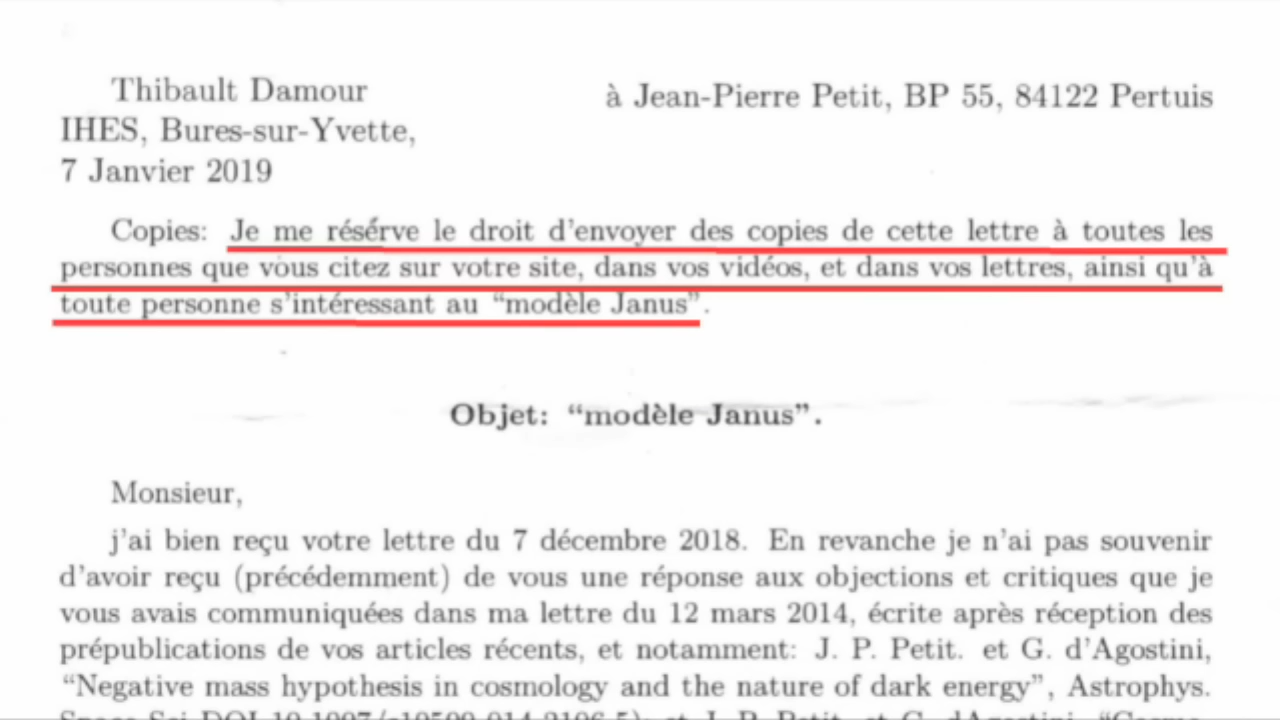 Thibault Damour
à Jean-Pierre Petit, BP 55, 84122 Pertuis
IHES, Bures-sur-Yvette,
7 Janvier 2019
Copies: Je me résérve le droit d'envoyer des copies de cette lettre à toutes les
personnes que vous citez sur votre site, dans vos vidéos, et dans vos lettres, ainsi qu'à
toute personne s'intéressant au “modèle Janus”.
Objet: “modèle Janus”.
Monsieur,
j'ai bien reçu votre lettre du 7 décembre 2018. En revanche je n'ai pas souvenir
d'avoir reçu (précédemment) de vous une réponse aux objections et critiques que je
vous avais communiquées dans ma lettre du 12 mars 2014, écrite après réception des
prépublications de vos articles récents, et notamment: J. P. Petit. et G. d'Agostini,
“Negative mass hypothesis in cosmology and the nature of dark energy”, Astrophys.